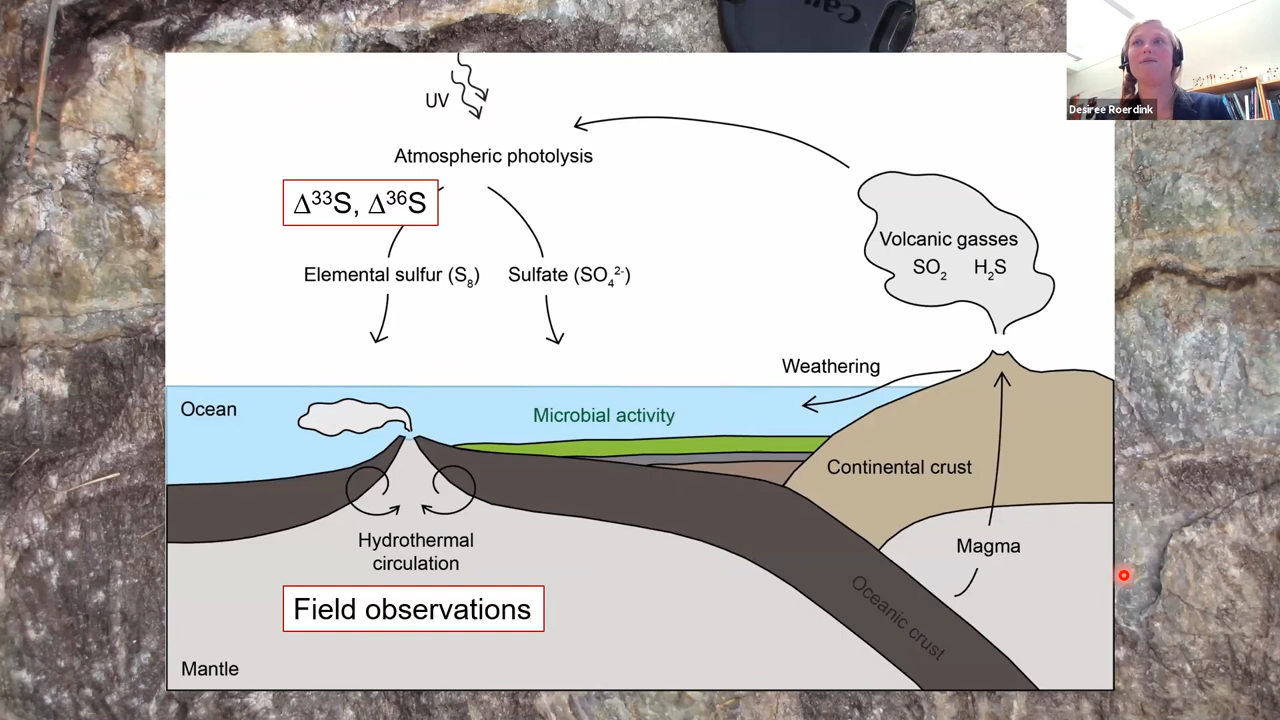 UV
Atmospheric photolysis
Δ³³S, Δ³⁶S
Elemental sulfur (S₈)
Sulfate (SO₄²⁻)
Volcanic gasses
SO₂ H₂S
Weathering
Ocean
Microbial activity
Continental crust
Hydrothermal
circulation
Magma
Field observations
Oceanic crust
Mantle
Desiree Roerdink